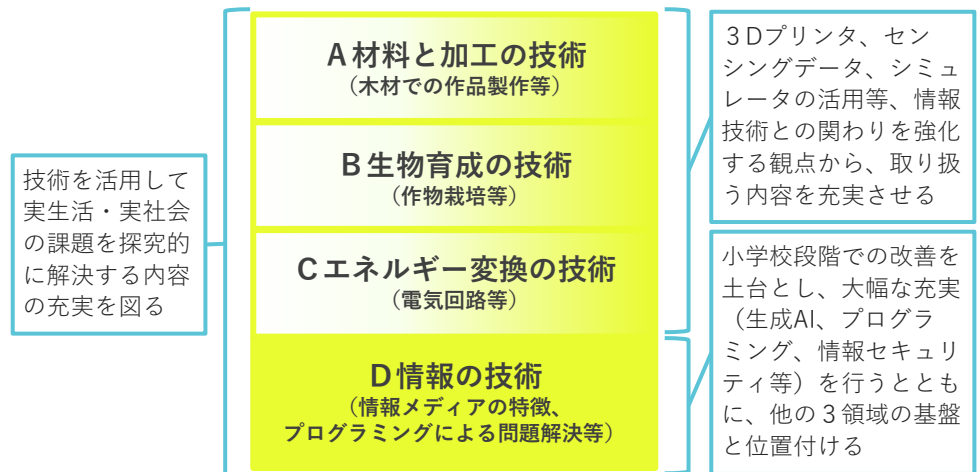 技術を活用して
実生活・実社会
の課題を探究的
に解決する内容
の充実を図る
A材料と加工の技術
（木材での作品製作等）
B生物育成の技術
（作物栽培等）
Cエネルギー変換の技術
（電気回路等）
D情報の技術
（情報メディアの特徴、
プログラミングによる問題解決等）
３Dプリンタ、セン
シングデータ、シミュ
レータの活用等、情報
技術との関わりを強化
する観点から、取り扱
う内容を充実させる
小学校段階での改善を
土台とし、大幅な充実
（生成AI、プログラ
ミング、情報セキュリ
ティ等）を行うととも
に、他の３領域の基盤
と位置付ける